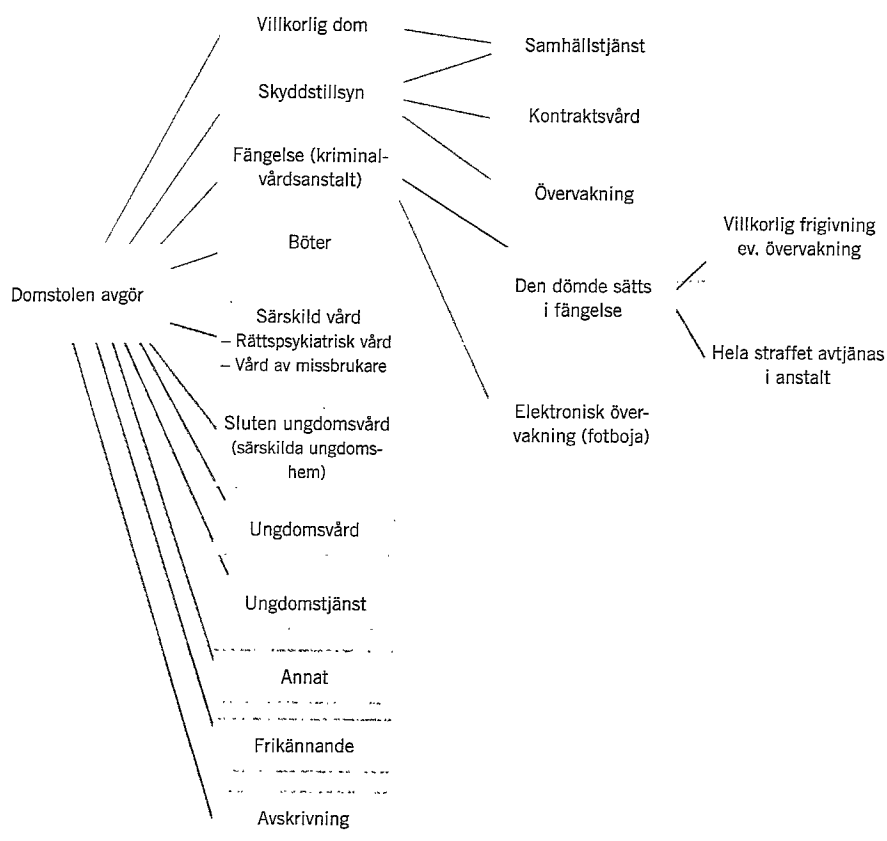 Domstolen avgör
Villkorlig dom
Skyddstillsyn
Fängelse (kriminal-
vårdsanstalt)
Böter
Särskild vård
– Rättspsykiatrisk vård
– Vård av missbrukare
Sluten ungdomsvård
(särskilda ungdoms-
hem)
Ungdomsvård
Ungdomstjänst
Annat
Frikännande
Avskrivning
Samhällstjänst
Kontraktsvård
Övervakning
Den dömde sätts
i fängelse
Elektronisk över-
vakning (fotboja)
Villkorlig frigivning
ev. övervakning
Hela straffet avtjänas
i anstalt